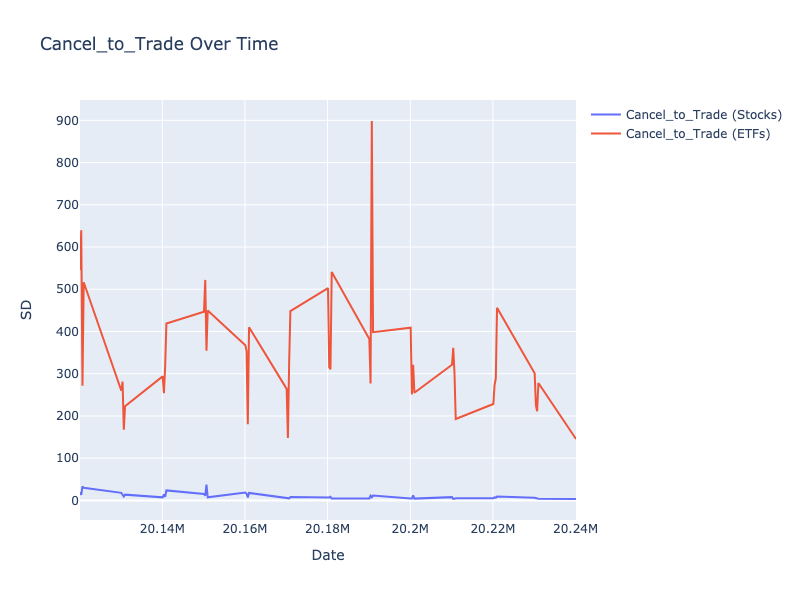 Cancel_to_Trade Over Time
Cancel_to_Trade (Stocks)
Cancel_to_Trade (ETFs)
900
800
700
600
500
400
300
200
100
0
SD
20.14M
20.16M
20.18M
20.2M
20.22M
20.24M
Date